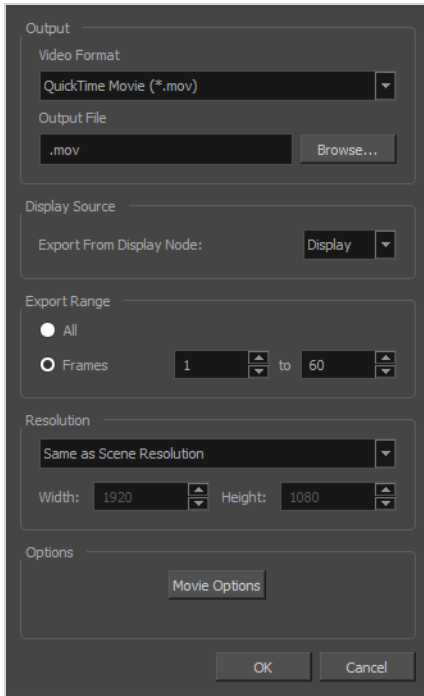 Output
Video Format
QuickTime Movie (*.mov)
Output File
.mov Browse...
Display Source
Export From Display Node: Display
Export Range
All
Frames 1 to 60
Resolution
Same as Scene Resolution
Width: 1920 Height: 1080
Options
Movie Options
OK Cancel